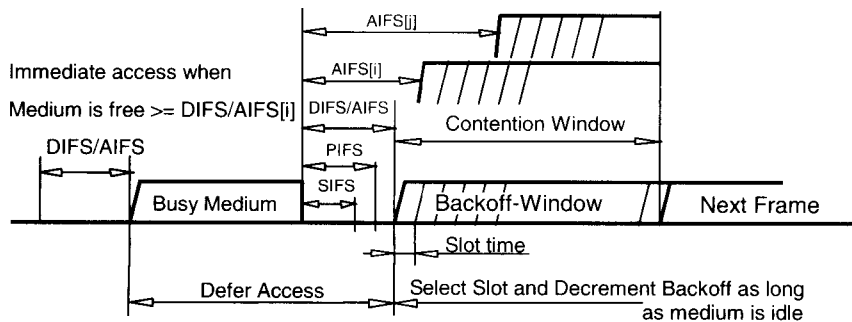 AIFS[j]
Immediate access when
AIFS[i]
Medium is free >= DIFS/AIFS[i]
DIFS/AIFS
Contention Window
DIFS/AIFS
PIFS
SIFS
Busy Medium
Backoff-Window
Next Frame
Slot time
Defer Access
Select Slot and Decrement Backoff as long
as medium is idle